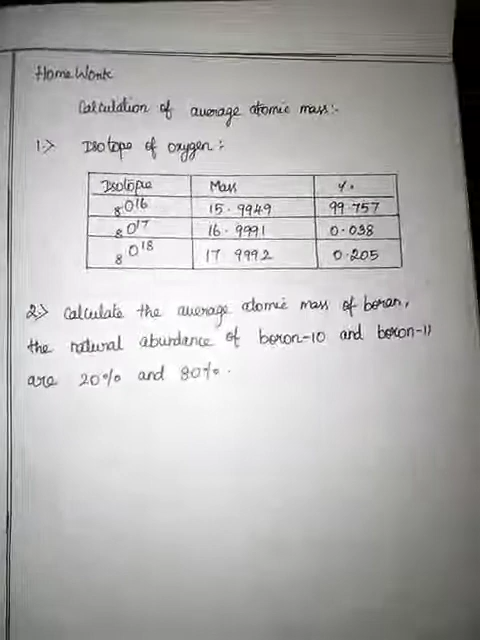 Home Work
Calculation of average atomic mass:-
1:> Isotope of oxygen:
Isotopie Mass %.
8O16 15.9949 99.757
8O17 16.9991 0.038
8O18 17 9992 0.205
2:> Calculate the average atomic mass of boran,
the natural abundance of boron-10 and boron-11
are 20% and 80%.